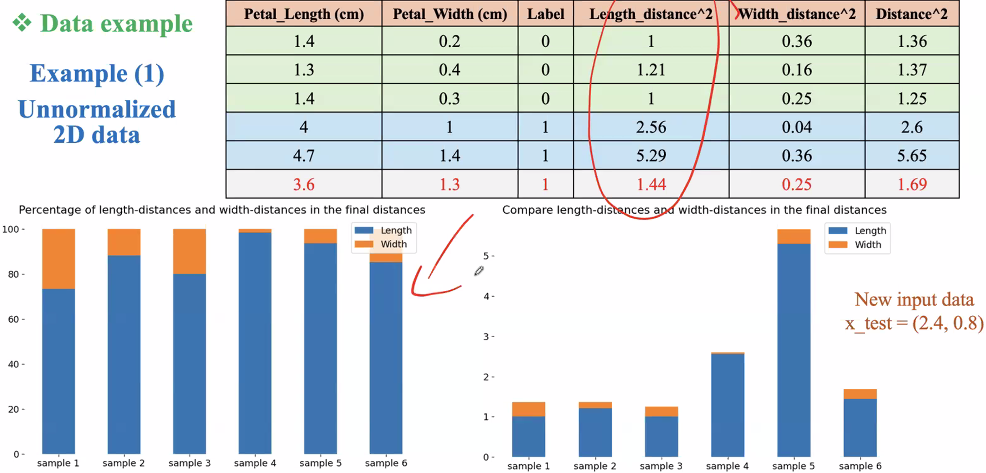 ❖ Data example
Example (1)
Unnormalized
2D data
Petal_Length (cm) Petal_Width (cm) Label Length_distance^2 Width_distance^2 Distance^2
1.4 0.2 0 1 0.36 1.36
1.3 0.4 0 1.21 0.16 1.37
1.4 0.3 0 1 0.25 1.25
4 1 1 2.56 0.04 2.6
4.7 1.4 1 5.29 0.36 5.65
3.6 1.3 1 1.44 0.25 1.69
Percentage of length-distances and width-distances in the final distances
100
80
60
40
20
0
Length
Width
sample 1 sample 2 sample 3 sample 4 sample 5 sample 6
Compare length-distances and width-distances in the final distances
5
4
3
2
1
0
Length
Width
sample 1 sample 2 sample 3 sample 4 sample 5 sample 6
New input data
x_test = (2.4, 0.8)